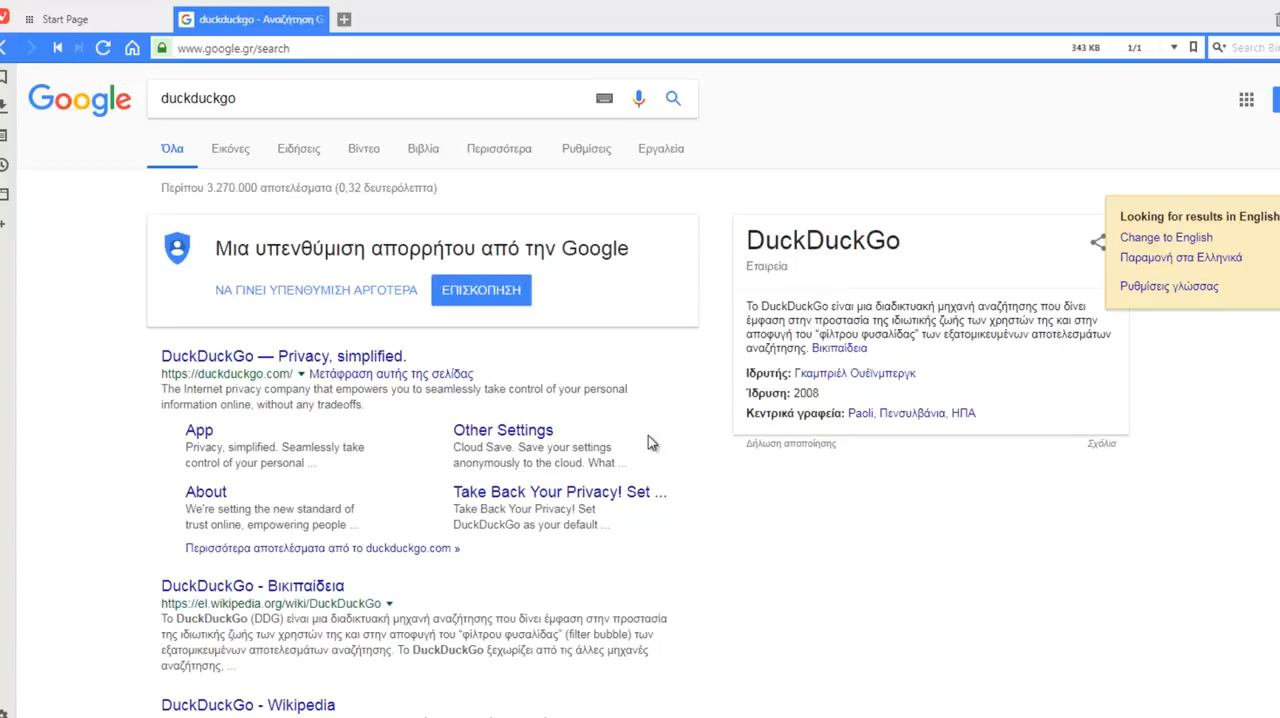 Start Page
duckduckgo - Αναζήτηση G
www.google.gr/search
343 KB
1/1
Search Bin
Google
duckduckgo
Όλα
Εικόνες
Ειδήσεις
Βίντεο
Βιβλία
Περισσότερα
Ρυθμίσεις
Εργαλεία
Περίπου 3.270.000 αποτελέσματα (0,32 δευτερόλεπτα)
Μια υπενθύμιση απορρήτου από την Google
ΝΑ ΓΙΝΕΙ ΥΠΕΝΘΥΜΙΣΗ ΑΡΓΟΤΕΡΑ
ΕΠΙΣΚΟΠΗΣΗ
DuckDuckGo — Privacy, simplified.
https://duckduckgo.com/ Μετάφραση αυτής της σελίδας
The Internet privacy company that empowers you to seamlessly take control of your personal
information online, without any tradeoffs.
App
Privacy, simplified. Seamlessly take
control of your personal ...
Other Settings
Cloud Save. Save your settings
anonymously to the cloud. What ...
About
We're setting the new standard of
trust online, empowering people ...
Take Back Your Privacy! Set ...
Take Back Your Privacy! Set
DuckDuckGo as your default ...
Περισσότερα αποτελέσματα από το duckduckgo.com »
DuckDuckGo - Βικιπαίδεια
https://el.wikipedia.org/wiki/DuckDuckGo
Το DuckDuckGo (DDG) είναι μια διαδικτυακή μηχανή αναζήτησης που δίνει έμφαση στην προστασία
της ιδιωτικής ζωής των χρηστών της και στην αποφυγή του “φίλτρου φυσαλίδας” (filter bubble) των
εξατομικευμένων αποτελεσμάτων αναζήτησης. Το DuckDuckGo ξεχωρίζει από τις άλλες μηχανές
αναζήτησης, ...
DuckDuckGo - Wikipedia
DuckDuckGo
Εταιρεία
Το DuckDuckGo είναι μια διαδικτυακή μηχανή αναζήτησης που δίνει
έμφαση στην προστασία της ιδιωτικής ζωής των χρηστών της και στην
αποφυγή του “φίλτρου φυσαλίδας” των εξατομικευμένων αποτελεσμάτων
αναζήτησης. Βικιπαίδεια
Ιδρυτής: Γκαμπριέλ Ουέϊνμπεργκ
Ίδρυση: 2008
Κεντρικά γραφεία: Paoli, Πενσυλβάνια, ΗΠΑ
Δήλωση αποποίησης
Σχόλια
Looking for results in English
Change to English
Παραμονή στα Ελληνικά
Ρυθμίσεις γλώσσας